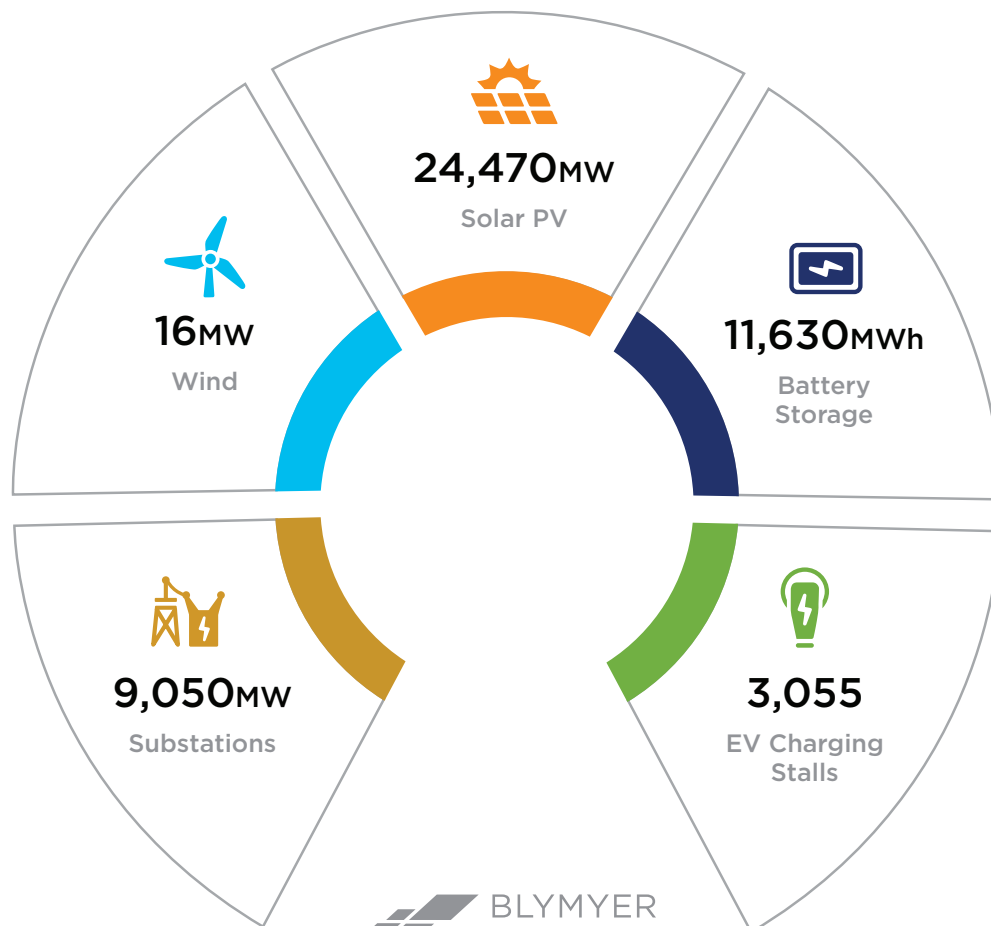 24,470MW
Solar PV
16MW
Wind
11,630MWh
Battery
Storage
9,050MW
Substations
3,055
EV Charging
Stalls
BLYMYER